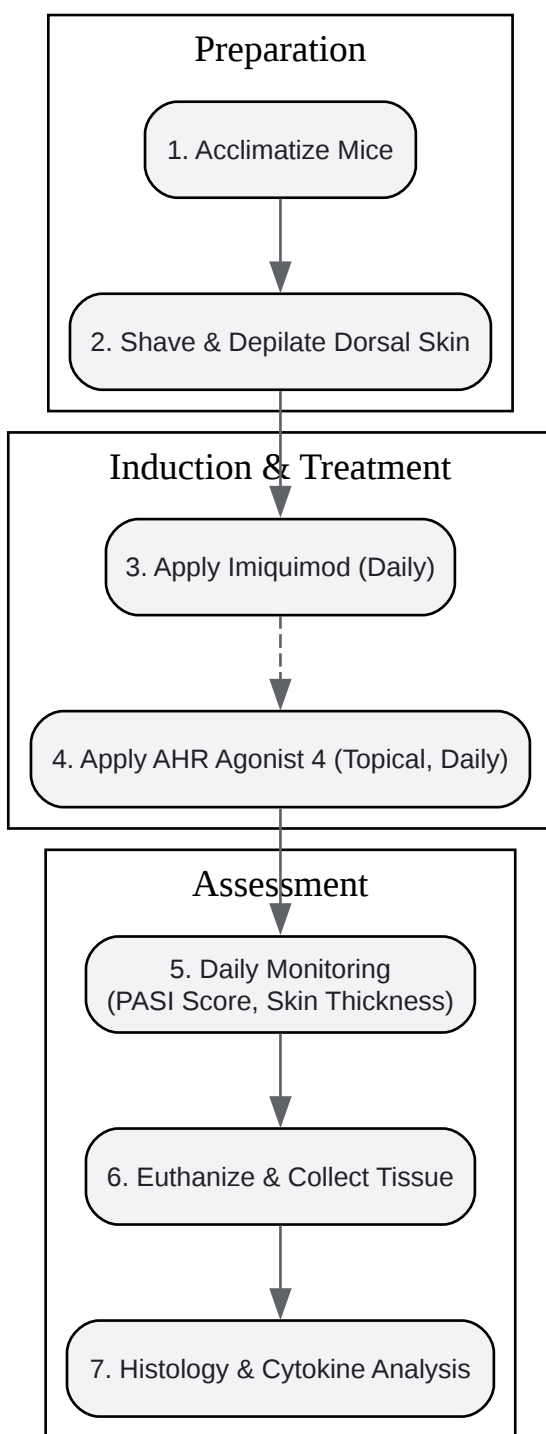 Preparation
1. Acclimatize Mice
2. Shave & Depilate Dorsal Skin
Induction & Treatment
3. Apply Imiquimod (Daily)
4. Apply AHR Agonist 4 (Topical, Daily)
Assessment
5. Daily Monitoring
(PASI Score, Skin Thickness)
6. Euthanize & Collect Tissue
7. Histology & Cytokine Analysis